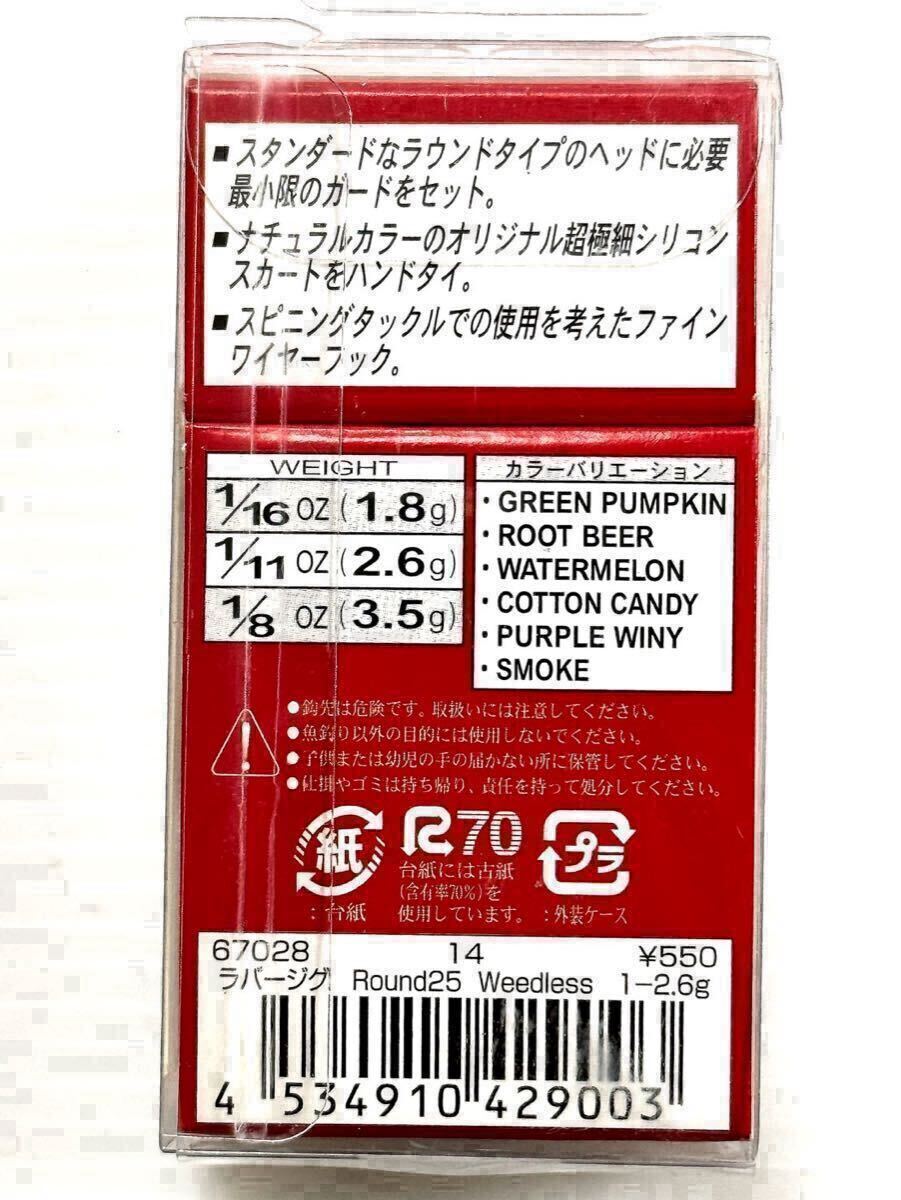 ■スタンダードなラウンドタイプのヘッドに必要
最小限のガードをセット。
■ナチュラルカラーのオリジナル超極細シリコン
スカートをハンドタイ。
■スピニングタックルでの使用を考えたファイン
ワイヤーフック。
WEIGHT
1/16 OZ (1.8g)
1/11 OZ (2.6g)
1/8 OZ (3.5g)
カラーバリエーション
・GREEN PUMPKIN
・ROOT BEER
・WATERMELON
・COTTON CANDY
・PURPLE WINY
・SMOKE
●鈎先は危険です。取扱いには注意してください。
●魚釣り以外の目的には使用しないでください。
●子供または幼児の手の届かない所に保管してください。
●仕掛やゴミは持ち帰り、責任を持って処分してください。
紙
:台紙
R70
台紙には古紙
(含有率70%)を
使用しています。
プラ
:外装ケース
67028 14 ¥550
ラバージグ Round25 Weedless 1-2.6g
4 534910 429003